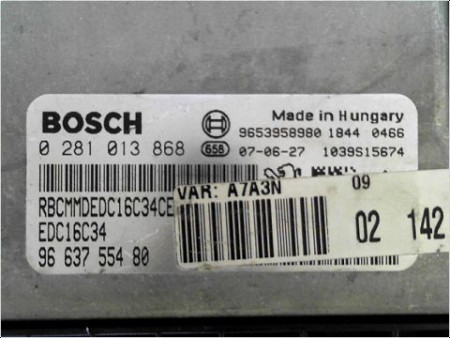 BOSCH
Made in Hungary
9653958980 1844 0466
0 281 013 868
658
07-06-27 1039S15674
VAR: A7A3N
09
RBCMMDEDC16C34CE
EDC16C34
02 142
96 637 554 80